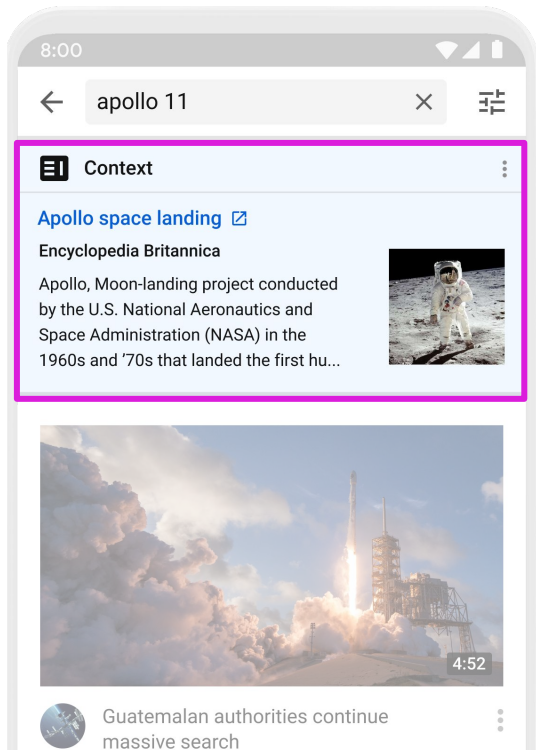 8:00
apollo 11
Context
Apollo space landing
Encyclopedia Britannica
Apollo, Moon-landing project conducted
by the U.S. National Aeronautics and
Space Administration (NASA) in the
1960s and ’70s that landed the first hu...
4:52
Guatemalan authorities continue
massive search